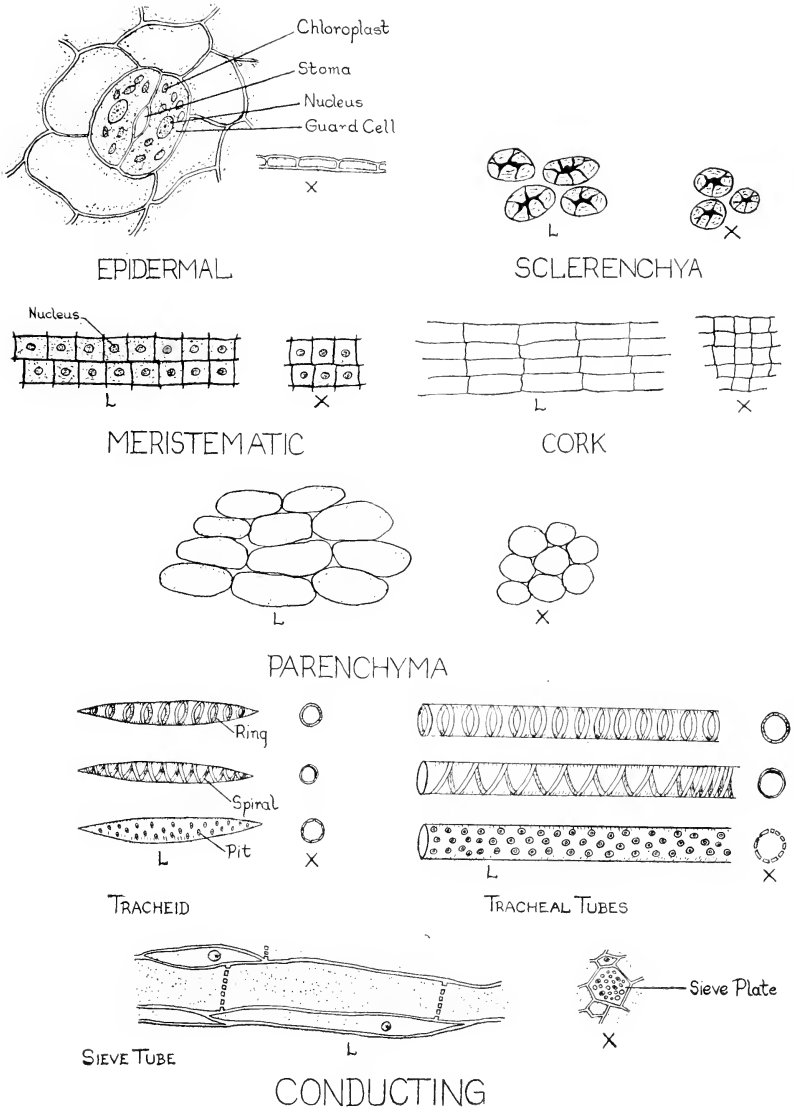 Chloroplast
Stoma
Nucleus
Guard Cell
X
L
X
EPIDERMAL
SCLERENCHYA
Nucleus
L
X
L
X
MERISTEMATIC
CORK
L
X
PARENCHYMA
Ring
Spiral
Pit
L
X
L
X
TRACHEID
TRACHEAL TUBES
Sieve Plate
L
X
SIEVE TUBE
CONDUCTING